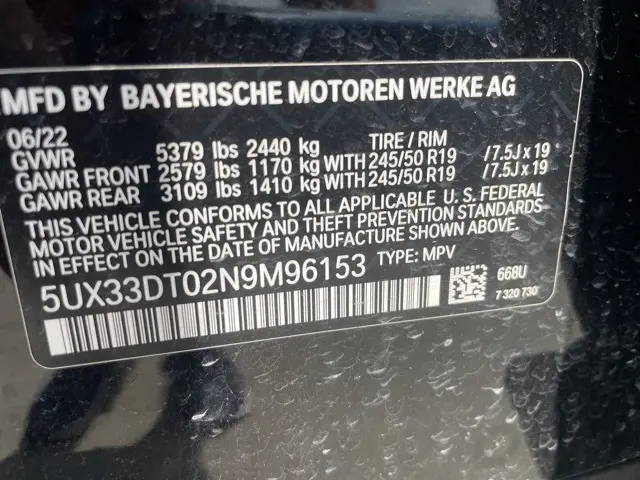 MFD BY BAYERISCHE MOTOREN WERKE AG
06/22
GVWR 5379 lbs 2440 kg TIRE / RIM
GAWR FRONT 2579 lbs 1170 kg WITH 245/50 R19 /7.5J x 19
GAWR REAR 3109 lbs 1410 kg WITH 245/50 R19 /7.5J x 19
THIS VEHICLE CONFORMS TO ALL APPLICABLE U. S. FEDERAL
MOTOR VEHICLE SAFETY AND THEFT PREVENTION STANDARDS
IN EFFECT ON THE DATE OF MANUFACTURE SHOWN ABOVE.
5UX33DT02N9M96153 TYPE: MPV
668U
7 320 730